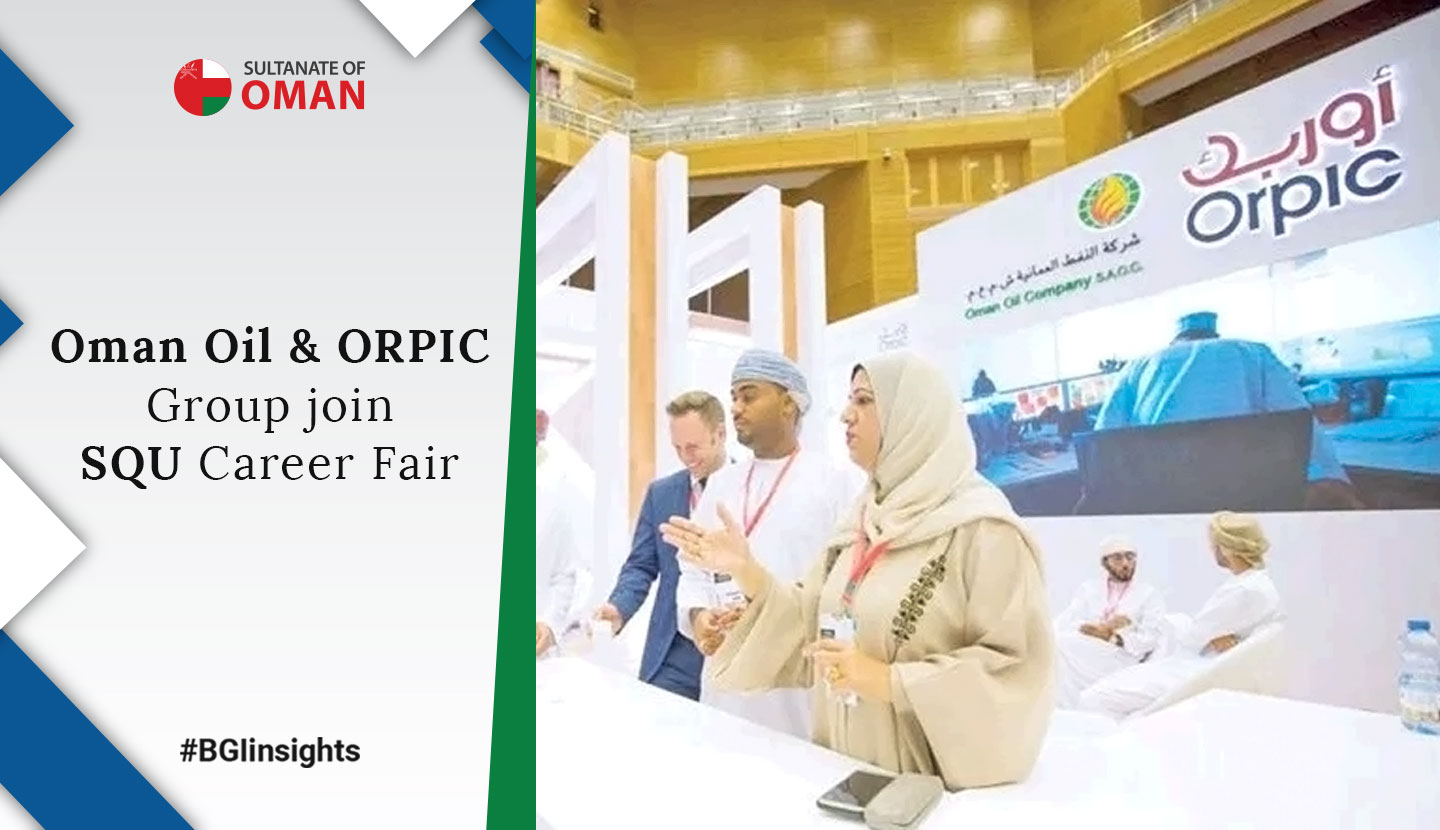 SULTANATE OF
OMAN
Oman Oil & ORPIC
Group join
SQU Career Fair
#BGIinsights
أوربك
Orpic
شركة النفط العمانية ش.م.ع.م
Oman Oil Company S.A.O.C.